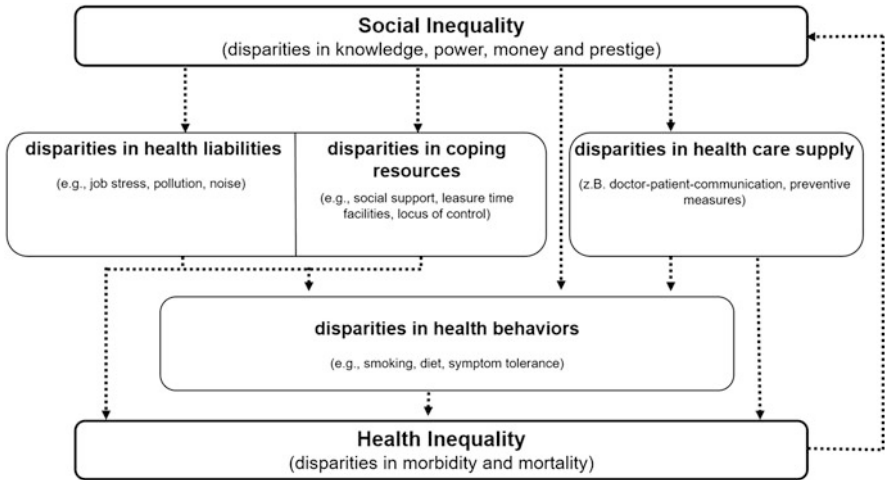 Social Inequality
(disparities in knowledge, power, money and prestige)
disparities in health liabilities
(e.g., job stress, pollution, noise)
disparities in coping
resources
(e.g., social support, leasure time
facilities, locus of control)
disparities in health care supply
(z.B. doctor-patient-communication, preventive
measures)
disparities in health behaviors
(e.g., smoking, diet, symptom tolerance)
Health Inequality
(disparities in morbidity and mortality)